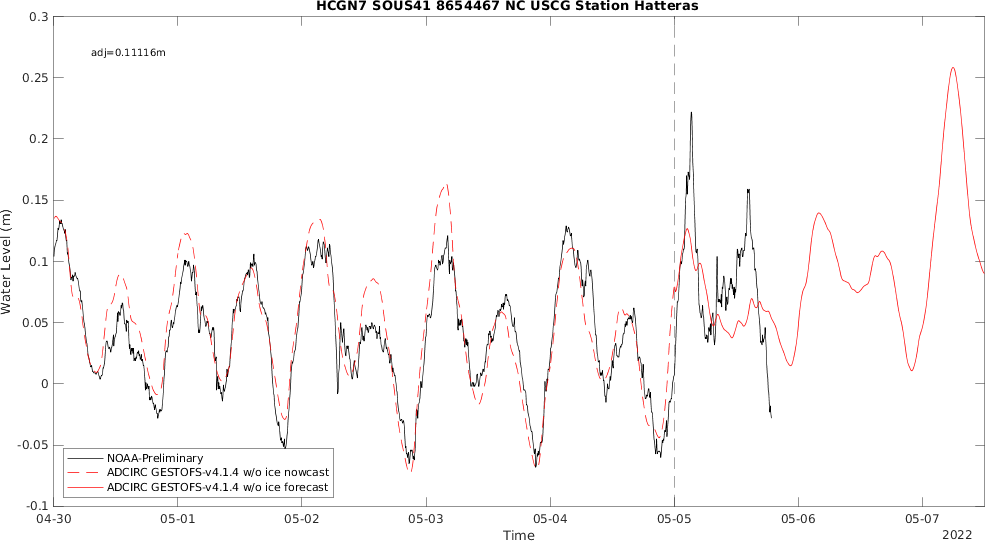 HCGN7 SOUS41 8654467 NC USCG Station Hatteras
adj=0.11116m
0.3
0.25
0.2
0.15
0.1
0.05
0
-0.05
-0.1
Water Level (m)
NOAA-Preliminary
ADCIRC GESTOFS-v4.1.4 w/o ice nowcast
ADCIRC GESTOFS-v4.1.4 w/o ice forecast
04-30 05-01 05-02 05-03 05-04 05-05 05-06 05-07
Time
2022